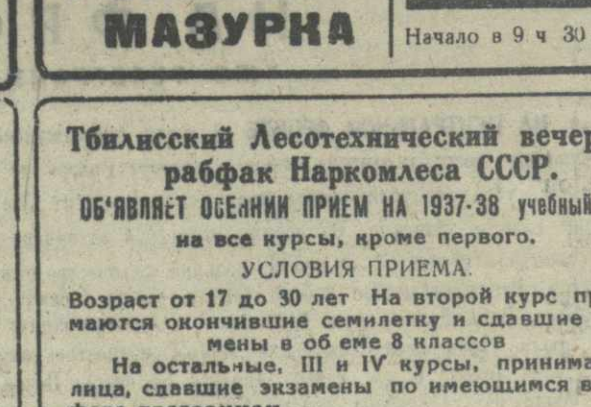 МАЗУРКА
Начало в 9 ч 30
Тбилисский Лесотехнический вечер
рабфак Наркомлеса СССР.
ОБ'ЯВЛЯЕТ ОСЕННИЙ ПРИЕМ НА 1937-38 учебный
на все курсы, кроме первого.
УСЛОВИЯ ПРИЕМА:
Возраст от 17 до 30 лет На второй курс пр
маются окончившие семилетку и сдавшие
мены в об еме 8 классов
На остальные, III и IV курсы, принима
лица, сдавшие экзамены по имеющимся в